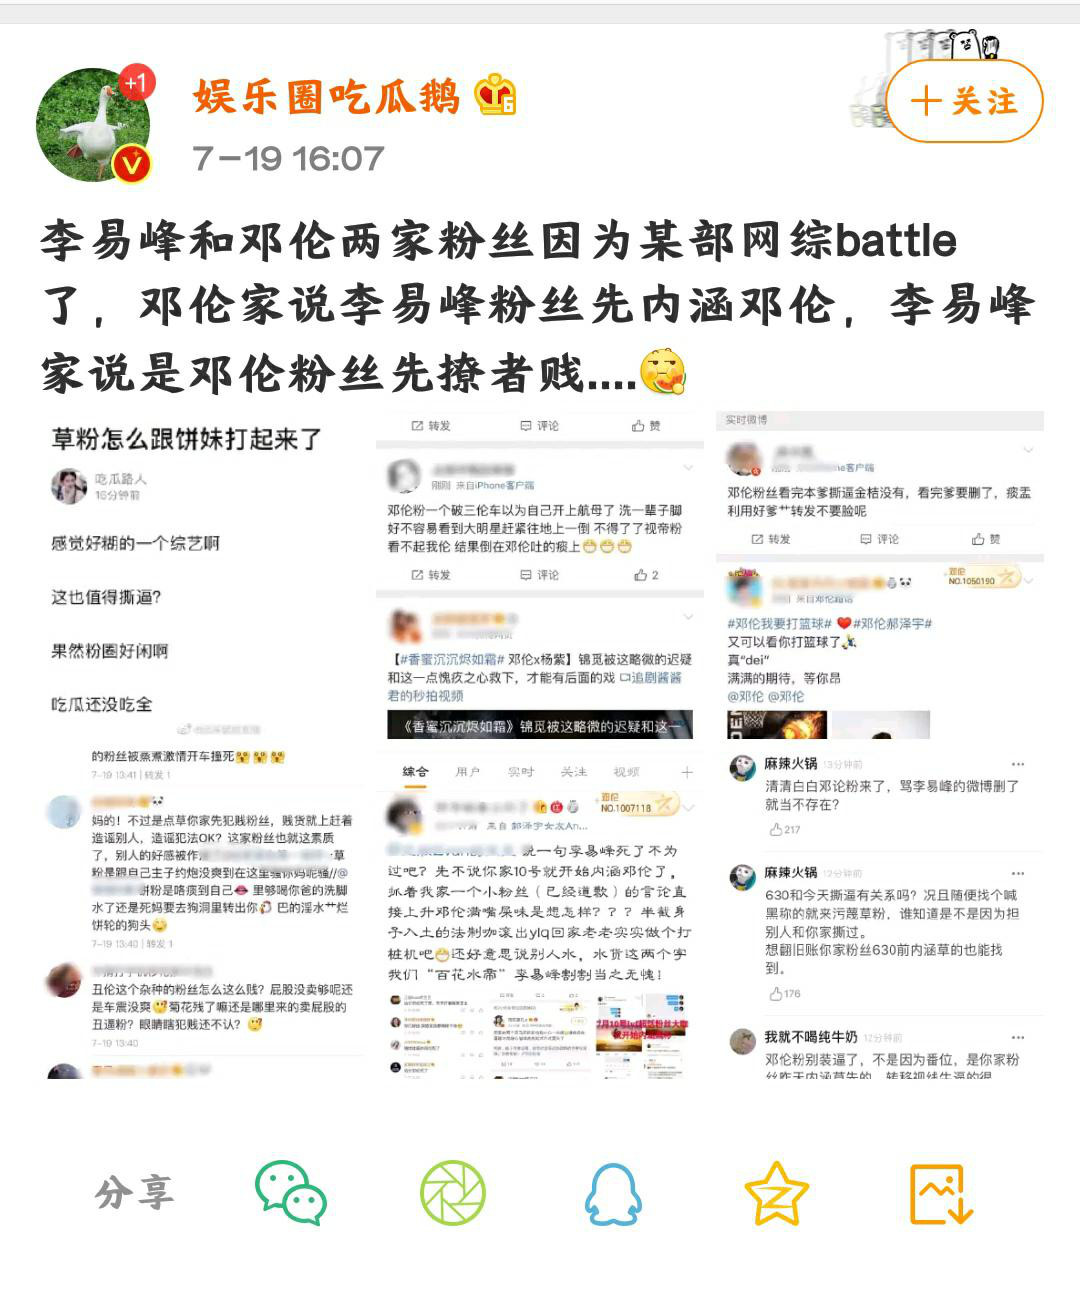 娱乐圈吃瓜鹅
+1
7-19 16:07
+关注
李易峰和邓伦两家粉丝因为某部网综battle
了，邓伦家说李易峰粉丝先内涵邓伦，李易峰
家说是邓伦粉丝先撩者贱....
草粉怎么跟饼妹打起来了
吃瓜路人
16分钟前
感觉好糊的一个综艺啊
这也值得撕逼?
果然粉圈好闲啊
吃瓜还没吃全
转发 评论 赞
刚刚 来自iPhone客户端
邓伦粉一个破三伦车以为自己开上航母了 洗一辈子脚
好不容易看到大明星赶紧往地上一倒 不得了了视帝粉
看不起我伦 结果倒在邓伦吐的痰上
转发 评论 2
【#香蜜沉沉烬如霜# 邓伦x杨紫】锦觅被这略微的迟疑
和这一点愧疚之心救下，才能有后面的戏 追剧酱酱
君的秒拍视频
《香蜜沉沉烬如霜》锦觅被这略微的迟疑和这一
实时微博
客户端
邓伦粉丝看完本爹撕逼金桔没有，看完爹要删了，痰盂
利用好爹艹转发不要脸呢
转发 评论 赞
邓伦
NO.1050190
来自邓伦超话
#邓伦我要打篮球# #邓伦郝泽宇#
又可以看你打篮球了
真“dei”
满满的期待，等你昂
@邓伦 @邓伦
的粉丝被蒸煮激情开车撞死
7-19 13:41 | 转发 1
妈的！不过是点草你家先犯贱粉丝，贱货就上赶着
造谣别人，造谣犯法OK？这家粉丝也就这素质
了，别人的好感被作
草
粉是跟自己主子约炮没爽到在这里骚你妈呢骚//@
粉是咯痰到自己 里够喝你爸的洗脚
水了还是死妈要去狗洞里转出你 巴的淫水艹烂
饼轮的狗头
7-19 13:40 | 转发 1
丑伦这个杂种的粉丝怎么这么贱？屁股没卖够呢还
是车震没爽 菊花残了嘛还是哪里来的卖屁股的
丑逼粉？眼睛瞎犯贱还不认？
7-19 13:40
综合 用户 实时 关注 视频
邓伦
NO.1007118
来自 郝泽宇女友An...
说一句李易峰死了不为
过吧？先不说你家10号就开始内涵邓伦了，
抓着我家一个小粉丝（已经道歉）的言论直
接上升邓伦满嘴屎味是想怎样？？？半截身
子入土的法制咖滚出ylq回家老老实实做个打
桩机吧 还好意思说别人水，水货这两个字
我们“百花水席”李易峰割割当之无愧！
麻辣火锅 13分钟前
清清白白邓论粉来了，骂李易峰的微博删了
就当不存在？
217
麻辣火锅 12分钟前
630和今天撕逼有关系吗？况且随便找个喊
黑称的就来污蔑草粉，谁知道是不是因为担
别人和你家撕过。
想翻旧账你家粉丝630前内涵草的也能找
到。
176
我就不喝纯牛奶 12分钟前
邓伦粉别装逼了，不是因为番位，是你家粉
丝昨天内涵草先的，转移视线牛逼的很
分享